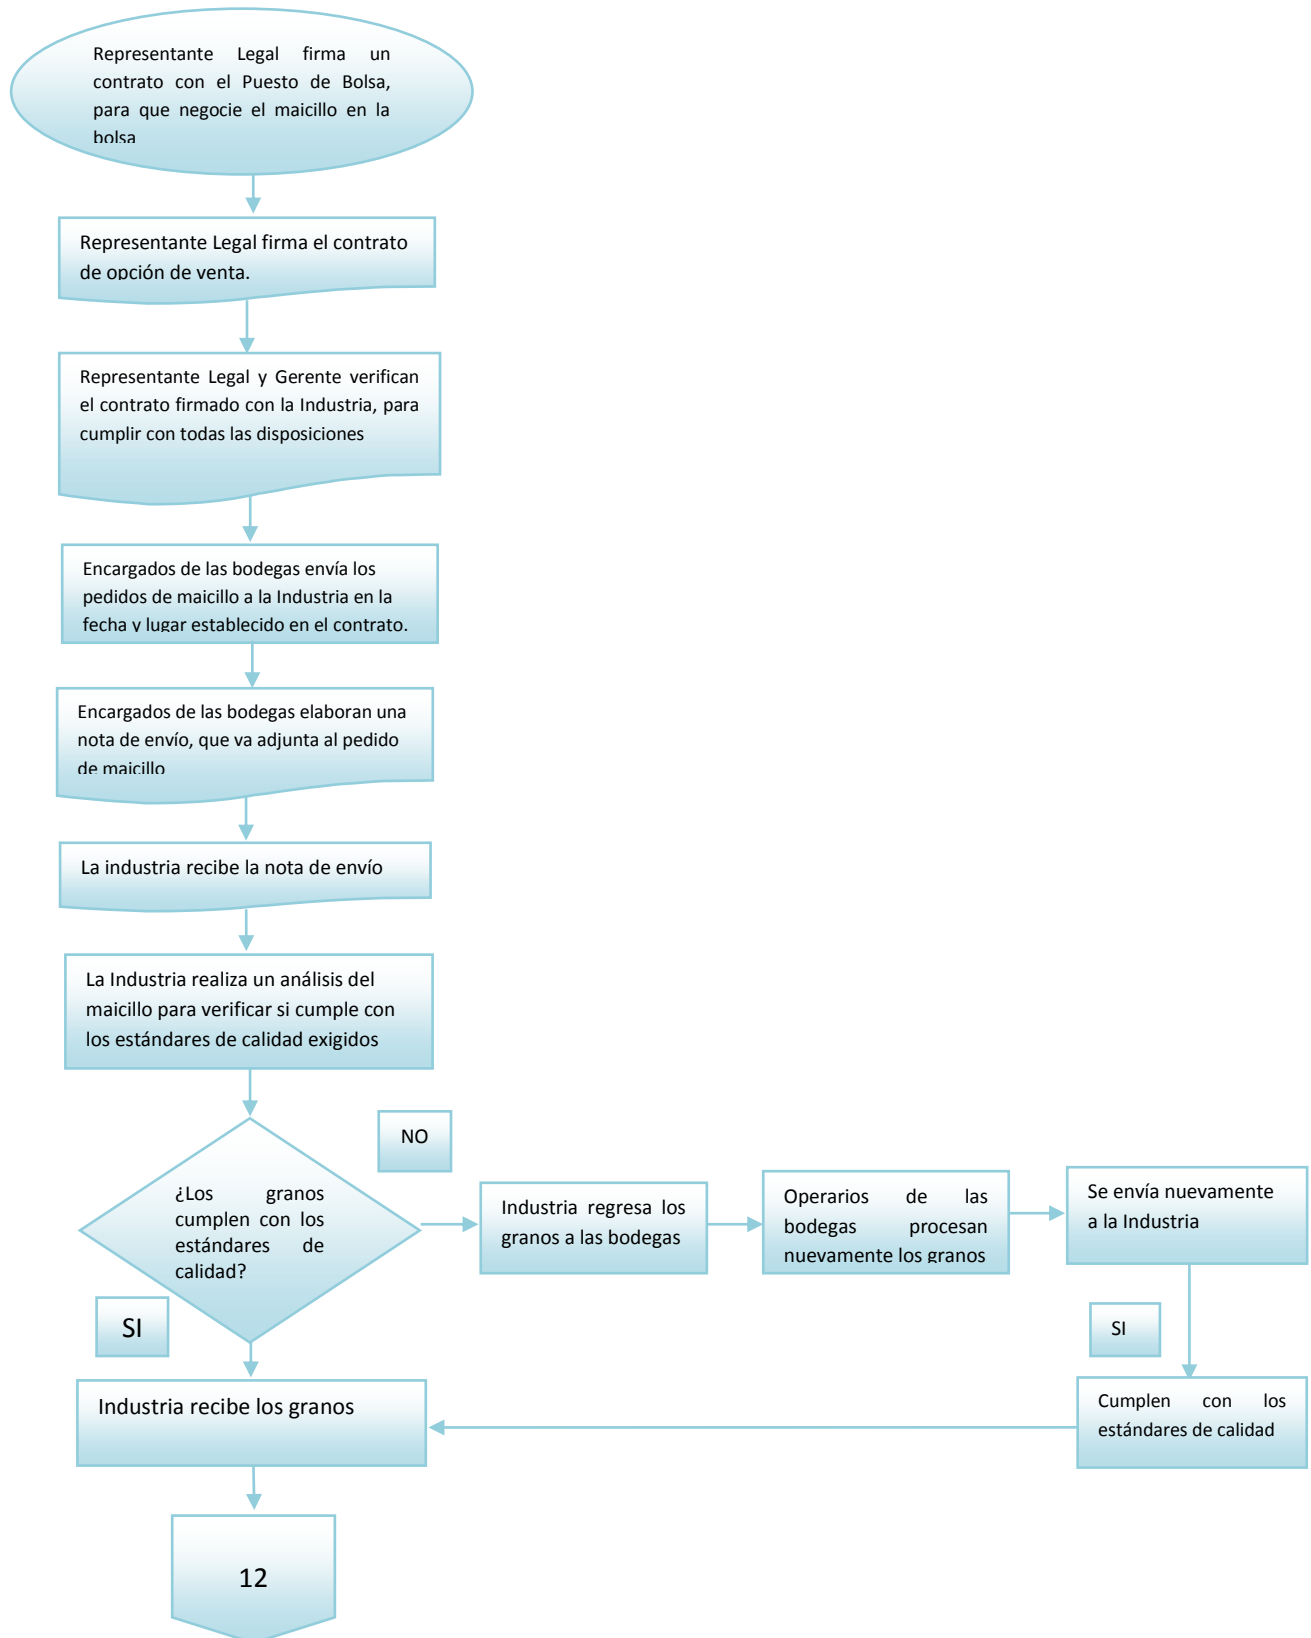 Representante Legal firma un
contrato con el Puesto de Bolsa,
para que negocie el maicillo en la
bolsa
Representante Legal firma el contrato
de opción de venta.
Representante Legal y Gerente verifican
el contrato firmado con la Industria, para
cumplir con todas las disposiciones
Encargados de las bodegas envía los
pedidos de maicillo a la Industria en la
fecha y lugar establecido en el contrato.
Encargados de las bodegas elaboran una
nota de envío, que va adjunta al pedido
de maicillo
La industria recibe la nota de envío
La Industria realiza un análisis del
maicillo para verificar si cumple con
los estándares de calidad exigidos
¿Los granos
cumplen con los
estándares de
calidad?
NO
Industria regresa los
granos a las bodegas
Operarios de las
bodegas procesan
nuevamente los granos
Se envía nuevamente
a la Industria
SI
SI
Cumplen con los
estándares de calidad
Industria recibe los granos
12